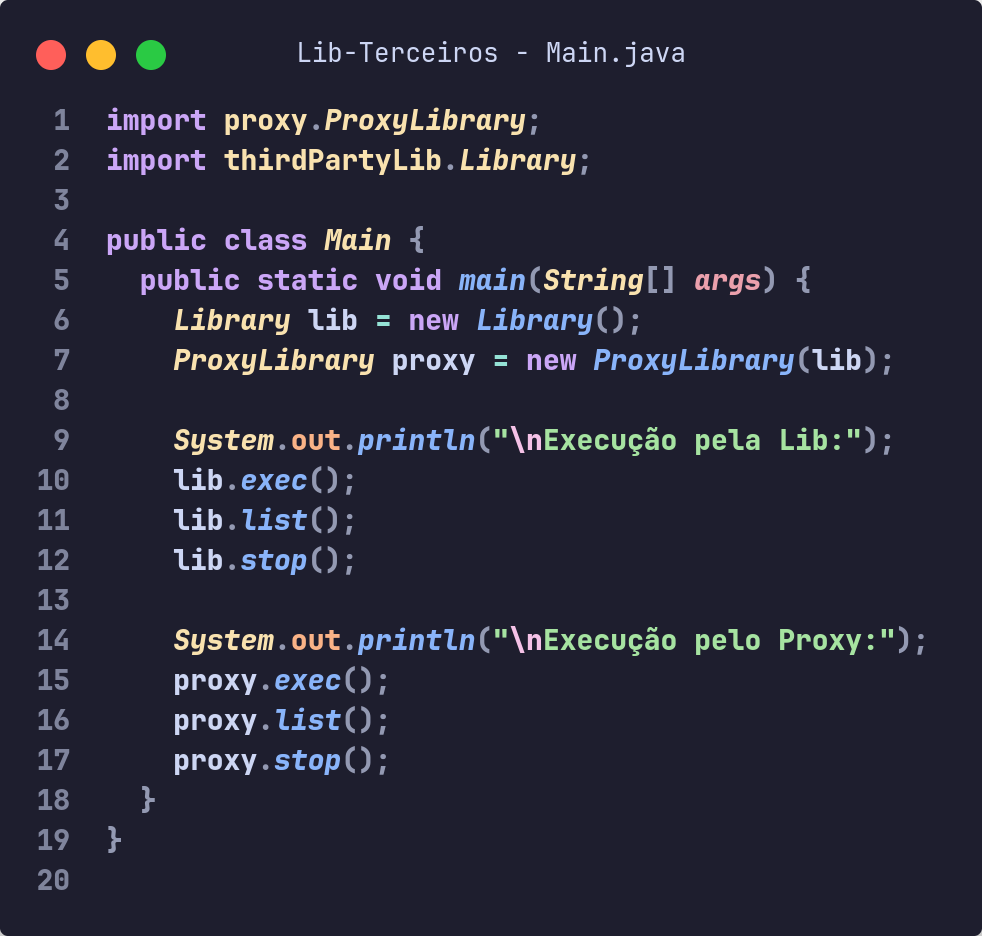 Lib-Terceiros - Main.java
1 import proxy.ProxyLibrary;
2 import thirdPartyLib.Library;
3
4 public class Main {
5   public static void main(String[] args) {
6     Library lib = new Library();
7     ProxyLibrary proxy = new ProxyLibrary(lib);
8
9     System.out.println("\nExecução pela Lib:");
10     lib.exec();
11     lib.list();
12     lib.stop();
13
14     System.out.println("\nExecução pelo Proxy:");
15     proxy.exec();
16     proxy.list();
17     proxy.stop();
18   }
19 }
20